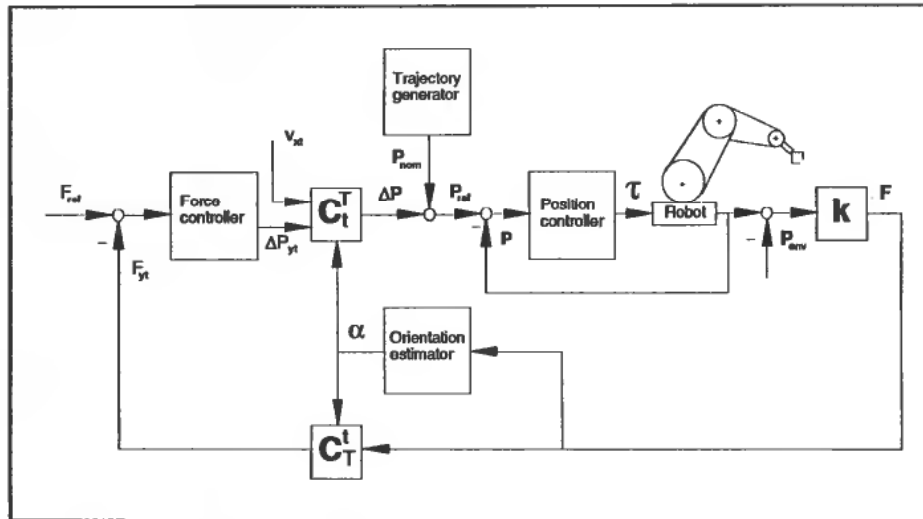 Trajectory
generator
V_xt
P_nom
F_ref
Force
controller
C_t^T
ΔP
P_ref
Position
controller
τ
Robot
k
F
−
ΔP_yt
−
P
−
P_env
−
F_yt
α
Orientation
estimator
C_T^t